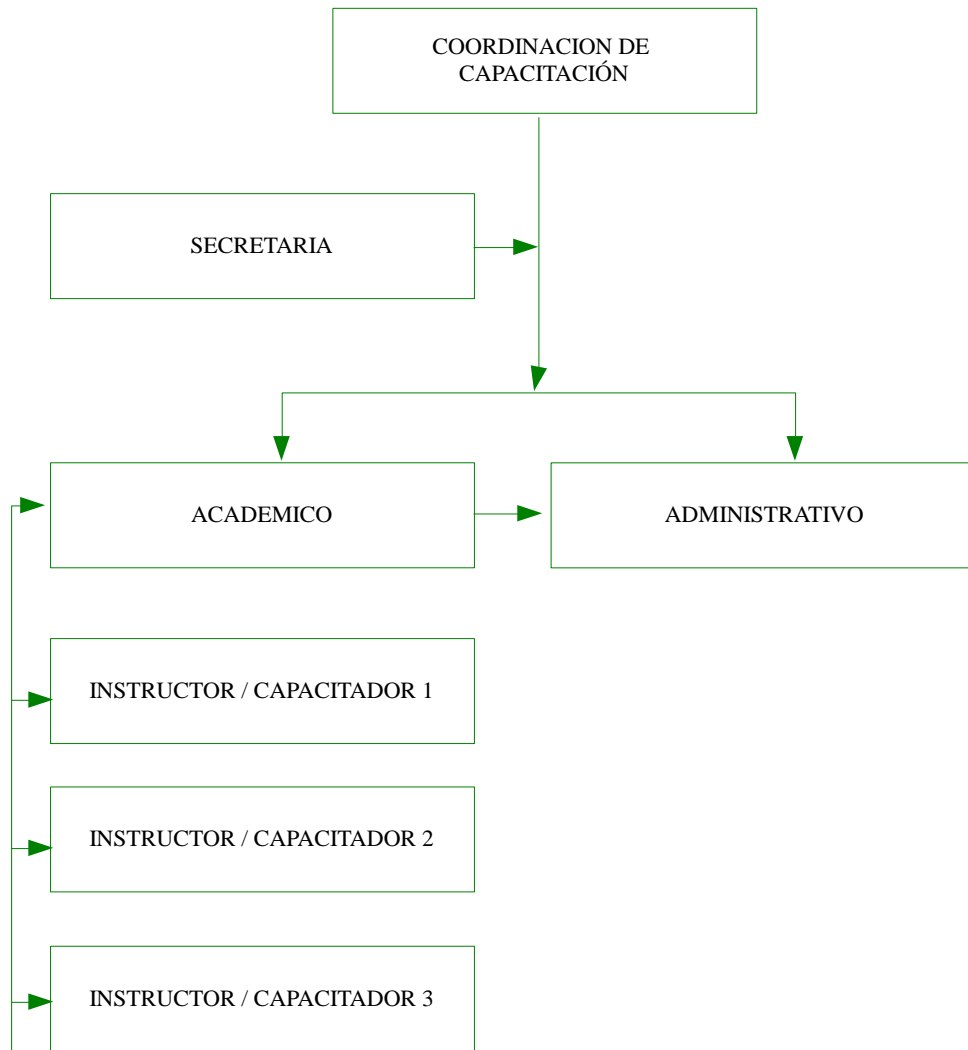 COORDINACION DE
CAPACITACIÓN
SECRETARIA
ACADEMICO
ADMINISTRATIVO
INSTRUCTOR / CAPACITADOR 1
INSTRUCTOR / CAPACITADOR 2
INSTRUCTOR / CAPACITADOR 3